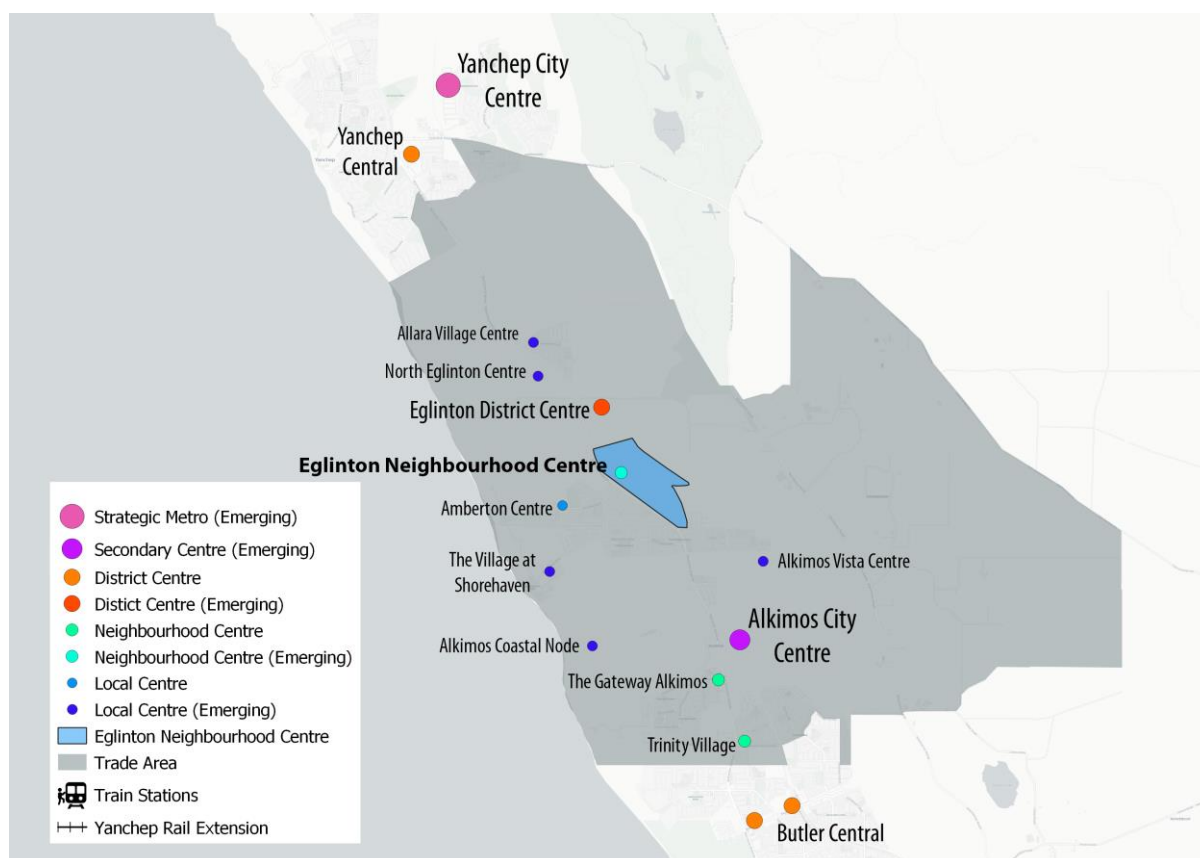 Yanchep City
Centre
Yanchep
Central
Allara Village Centre
North Eglinton Centre
Eglinton District Centre
Eglinton Neighbourhood Centre
Amberton Centre
The Village at
Shorehaven
Alkimos Vista Centre
Alkimos City
Centre
Alkimos Coastal Node
The Gateway Alkimos
Trinity Village
Butler Central
Strategic Metro (Emerging)
Secondary Centre (Emerging)
District Centre
Distict Centre (Emerging)
Neighbourhood Centre
Neighbourhood Centre (Emerging)
Local Centre
Local Centre (Emerging)
Eglinton Neighbourhood Centre
Trade Area
Train Stations
Yanchep Rail Extension